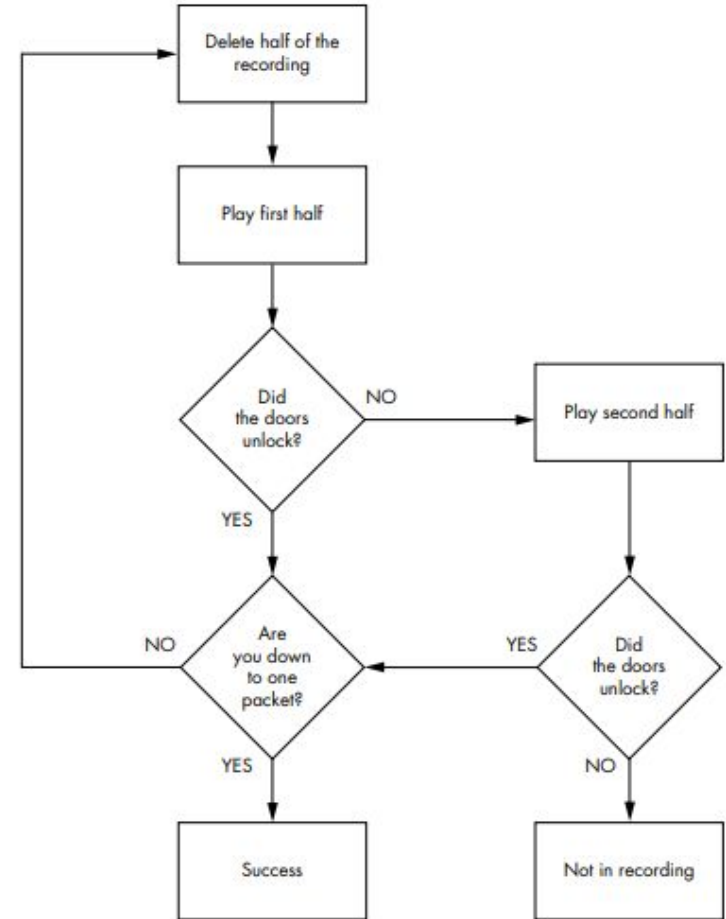 Delete half of the
recording
Play first half
Did
the doors
unlock?
NO
Play second half
YES
Are
you down
to one
packet?
NO
YES
Did
the doors
unlock?
YES
NO
Success
Not in recording